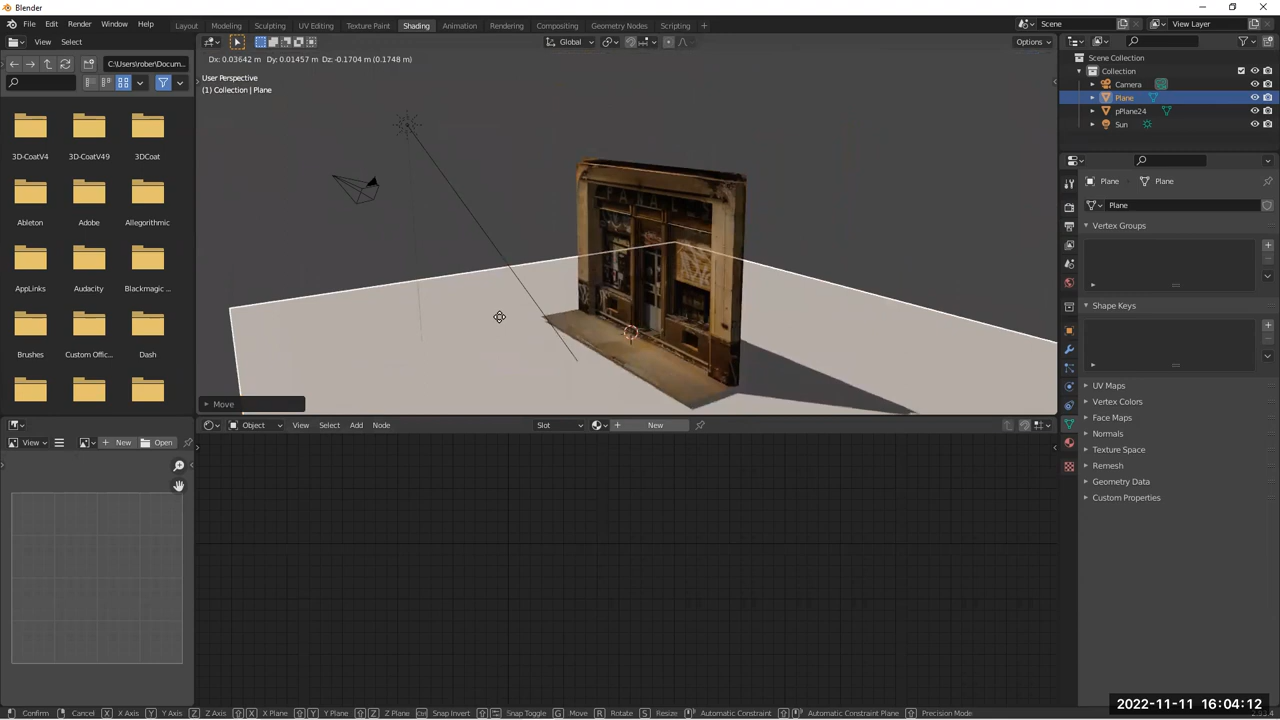 Blender
File Edit Render Window Help
Layout Modeling Sculpting UV Editing Texture Paint Shading Animation Rendering Compositing Geometry Nodes Scripting
Scene
View Layer
View Select
Global
Options
C:\Users\rober\Docum...
Dx: 0.03642 m Dy: 0.01457 m Dz: -0.1704 m (0.1748 m)
User Perspective
(1) Collection | Plane
3D-CoatV4 3D-CoatV49 3DCoat
Ableton Adobe Allegorithmic
AppLinks Audacity Blackmagic ...
Brushes Custom Offic... Dash
Move
Scene Collection
Collection
Camera
Plane
pPlane24
Sun
Plane Plane
Plane
Vertex Groups
Shape Keys
UV Maps
Vertex Colors
Face Maps
Normals
Texture Space
Remesh
Geometry Data
Custom Properties
Object View Select Add Node
Slot
New
View New Open
Confirm Cancel X X Axis Y Y Axis Z Z Axis X X Plane Y Y Plane Z Z Plane Snap Invert Snap Toggle G Move R Rotate S Resize Automatic Constraint Automatic Constraint Plane Precision Mode
2022-11-11 16:04:12